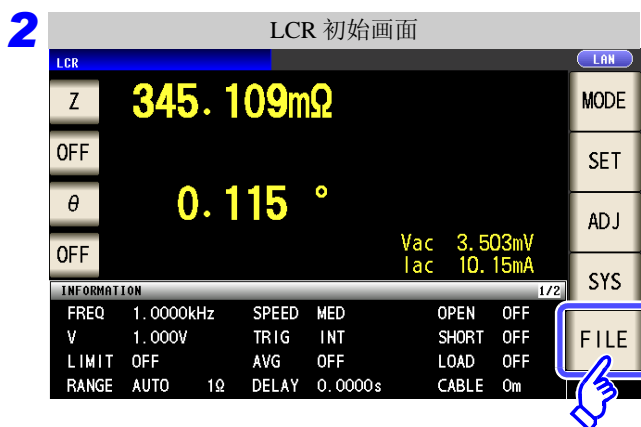 2
LCR 初始画面
LCR
LAN
Z
345.109mΩ
MODE
OFF
SET
θ
0.115 °
ADJ
OFF
Vac 3.503mV
Iac 10.15mA
SYS
INFORMATION 1/2
FREQ 1.0000kHz SPEED MED OPEN OFF
V 1.000V TRIG INT SHORT OFF
LIMIT OFF AVG OFF LOAD OFF
RANGE AUTO 1Ω DELAY 0.0000s CABLE 0m
FILE